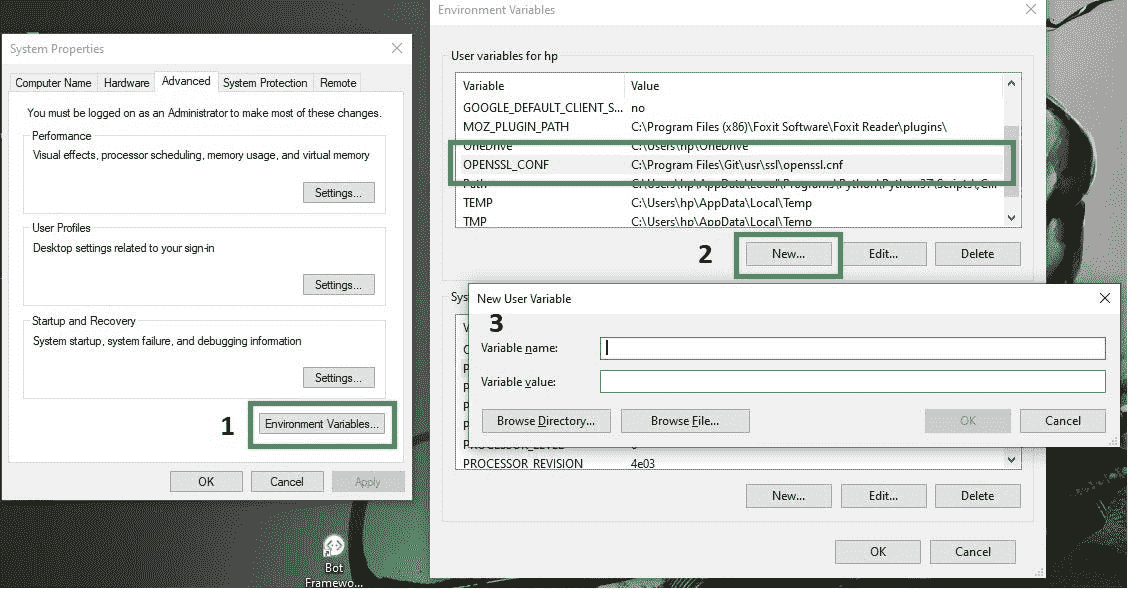 System Properties
Computer Name Hardware Advanced System Protection Remote
You must be logged on as an Administrator to make most of these changes.
Performance
Visual effects, processor scheduling, memory usage, and virtual memory
Settings...
User Profiles
Desktop settings related to your sign-in
Settings...
Startup and Recovery
System startup, system failure, and debugging information
Settings...
1
Environment Variables...
OK Cancel Apply
Bot
Framewo...
Environment Variables
User variables for hp
Variable Value
GOOGLE_DEFAULT_CLIENT_S... no
MOZ_PLUGIN_PATH C:\Program Files (x86)\Foxit Software\Foxit Reader\plugins\
OneDrive C:\Users\hp\OneDrive
OPENSSL_CONF C:\Program Files\Git\usr\ssl\openssl.cnf
Path C:\Users\hp\AppData\Local\Programs\Python\Python37\Scripts\;C...
TEMP C:\Users\hp\AppData\Local\Temp
TMP C:\Users\hp\AppData\Local\Temp
2
New... Edit... Delete
Sys
New User Variable
3
Variable name:
Variable value:
Browse Directory... Browse File... OK Cancel
PROCESSOR_LEVEL 6
PROCESSOR_REVISION 4e03
New... Edit... Delete
OK Cancel